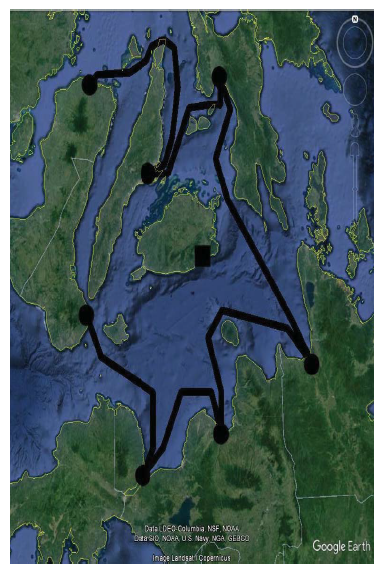 N
Data LDEO-Columbia, NSF, NOAA
Data SIO, NOAA, U.S. Navy, NGA, GEBCO
Image Landsat / Copernicus
Google Earth